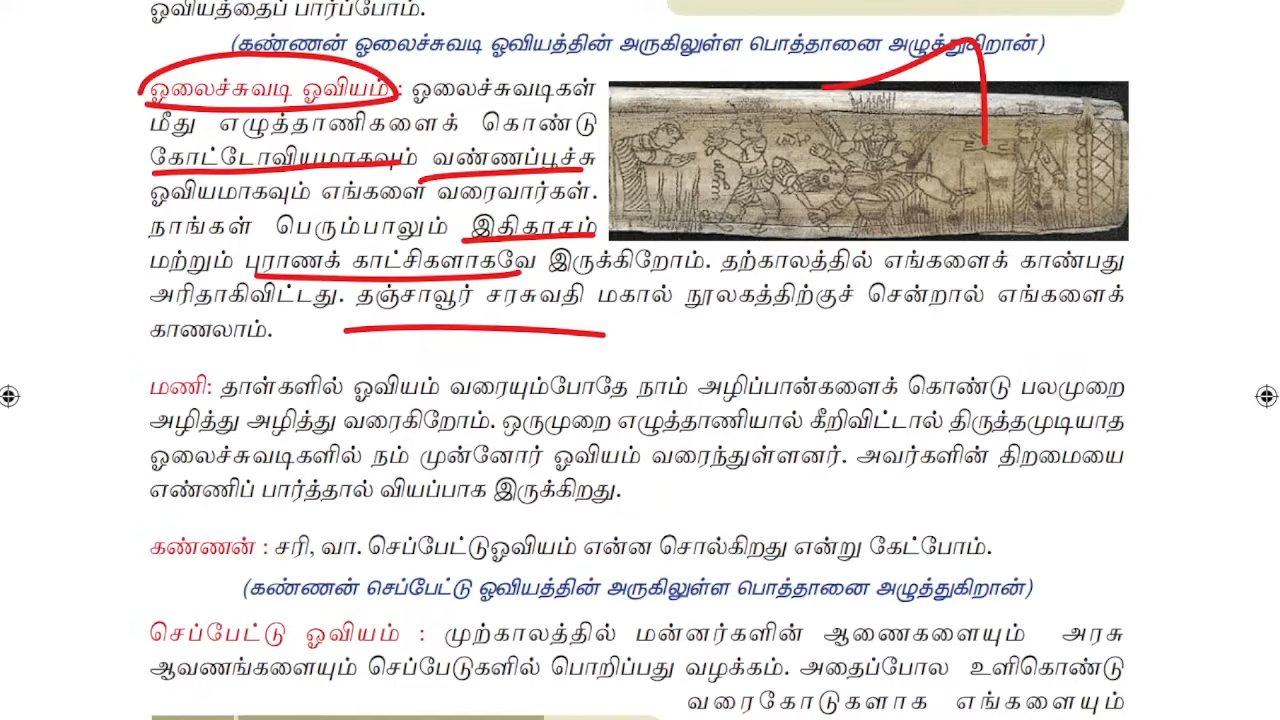 ஓவியத்தைப் பார்ப்போம்.
(கண்ணன் ஓலைச்சுவடி ஓவியத்தின் அருகிலுள்ள பொத்தானை அழுத்துகிறான்)
ஓலைச்சுவடி ஓவியம் : ஓலைச்சுவடிகள்
மீது எழுத்தாணிகளைக் கொண்டு
கோட்டோவியமாகவும் வண்ணப்பூச்சு
ஓவியமாகவும் எங்களை வரைவார்கள்.
நாங்கள் பெரும்பாலும் இதிகாசம்
மற்றும் புராணக் காட்சிகளாகவே இருக்கிறோம். தற்காலத்தில் எங்களைக் காண்பது
அரிதாகிவிட்டது. தஞ்சாவூர் சரசுவதி மகால் நூலகத்திற்குச் சென்றால் எங்களைக்
காணலாம்.
மணி: தாள்களில் ஓவியம் வரையும்போதே நாம் அழிப்பான்களைக் கொண்டு பலமுறை
அழித்து அழித்து வரைகிறோம். ஒருமுறை எழுத்தாணியால் கீறிவிட்டால் திருத்தமுடியாத
ஓலைச்சுவடிகளில் நம் முன்னோர் ஓவியம் வரைந்துள்ளனர். அவர்களின் திறமையை
எண்ணிப் பார்த்தால் வியப்பாக இருக்கிறது.
கண்ணன் : சரி, வா. செப்பேட்டுஓவியம் என்ன சொல்கிறது என்று கேட்போம்.
(கண்ணன் செப்பேட்டு ஓவியத்தின் அருகிலுள்ள பொத்தானை அழுத்துகிறான்)
செப்பேட்டு ஓவியம் : முற்காலத்தில் மன்னர்களின் ஆணைகளையும் அரசு
ஆவணங்களையும் செப்பேடுகளில் பொறிப்பது வழக்கம். அதைப்போல உளிகொண்டு
வரைகோடுகளாக எங்களையும்